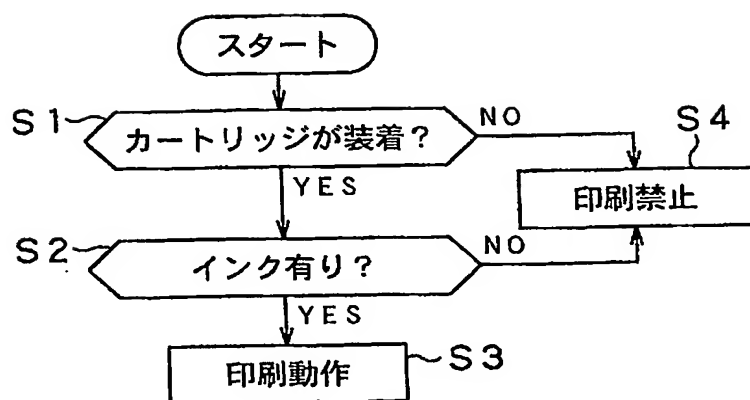 スタート
S1
カートリッジが装着？
NO
S4
印刷禁止
YES
S2
インク有り？
NO
YES
印刷動作
S3